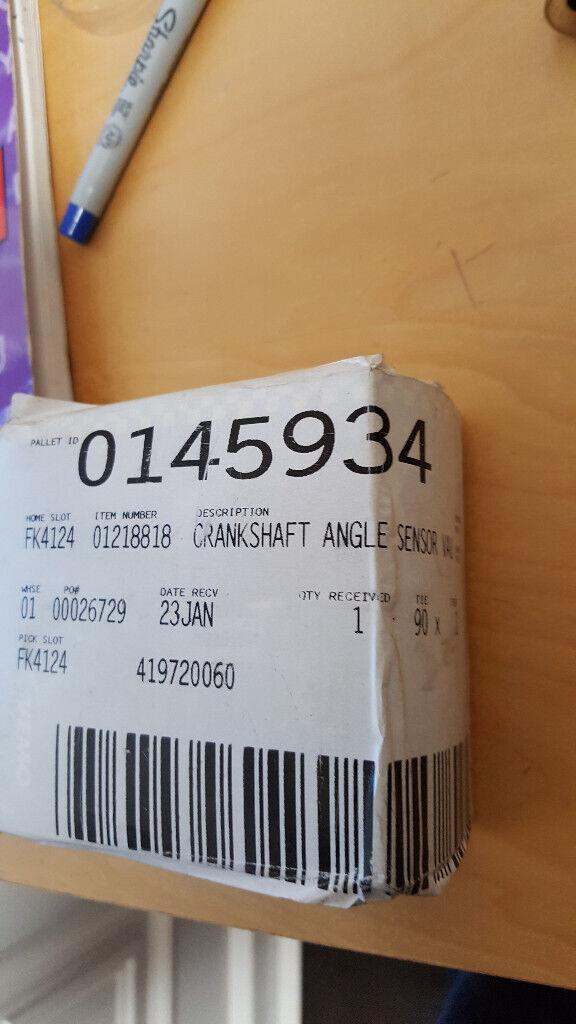 Sharpie
PALLET ID 0145934
HOME SLOT ITEM NUMBER DESCRIPTION
FK4124 01218818 CRANKSHAFT ANGLE SENSOR
WHSE PO# DATE RECV QTY RECEIVED TIE
01 00026729 23JAN 1 90 x
PICK SLOT
FK4124 419720060